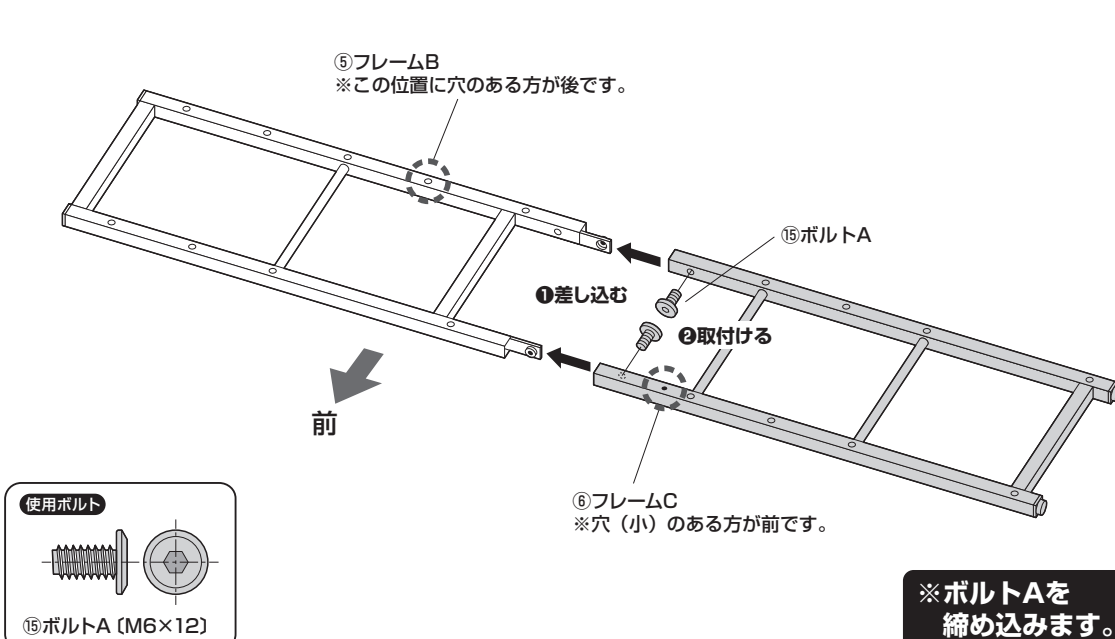 ⑤フレームB
※この位置に穴のある方が後です。
⑮ボルトA
❶差し込む
❷取付ける
前
⑥フレームC
※穴（小）のある方が前です。
使用ボルト
⑮ボルトA〔M6×12〕
※ボルトAを
締め込みます。